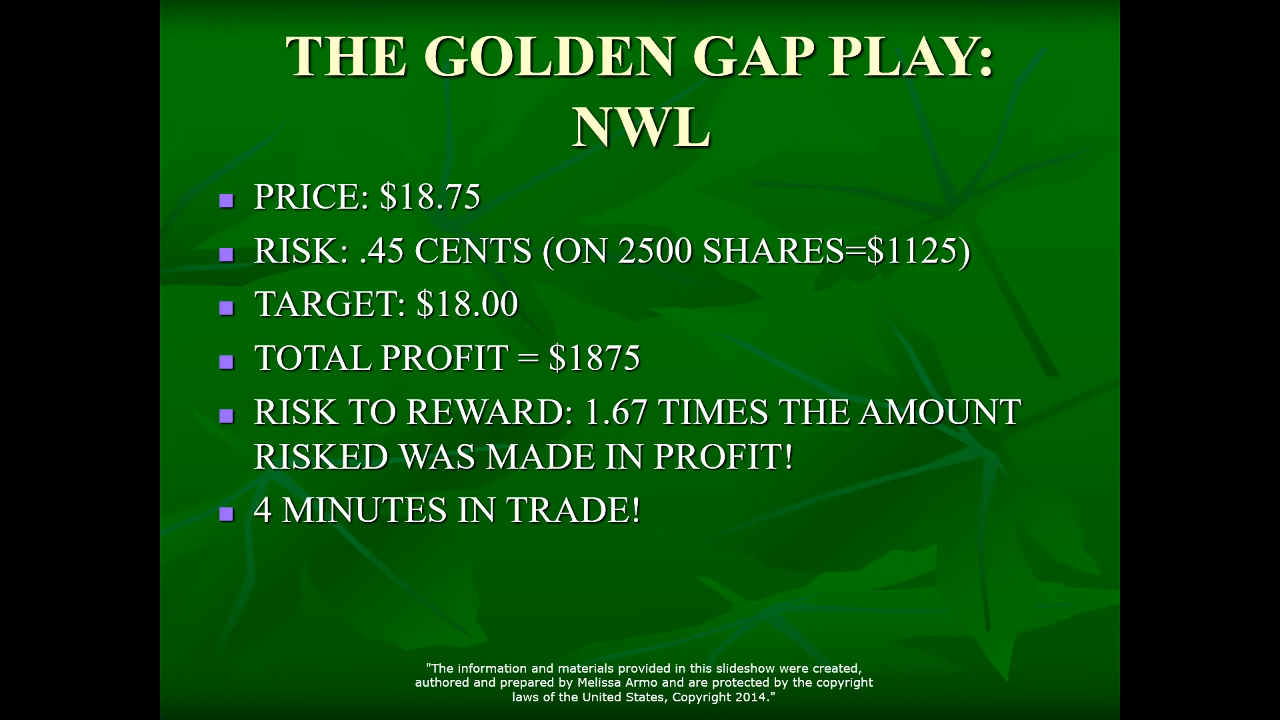 THE GOLDEN GAP PLAY:
NWL
PRICE: $18.75
RISK: .45 CENTS (ON 2500 SHARES=$1125)
TARGET: $18.00
TOTAL PROFIT = $1875
RISK TO REWARD: 1.67 TIMES THE AMOUNT
RISKED WAS MADE IN PROFIT!
4 MINUTES IN TRADE!
"The information and materials provided in this slideshow were created,
authored and prepared by Melissa Armo and are protected by the copyright
laws of the United States, Copyright 2014."